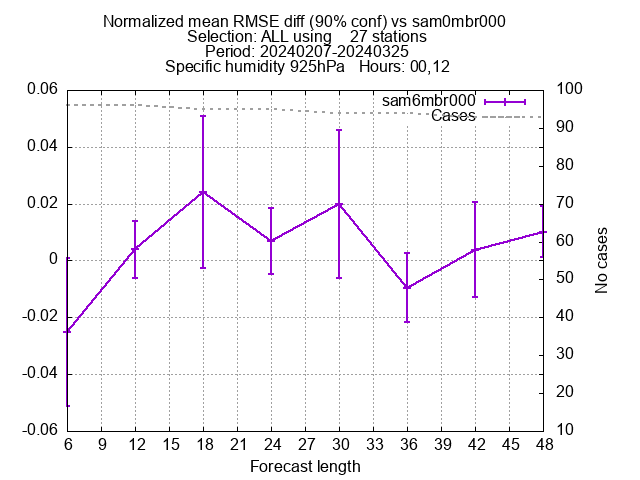 Normalized mean RMSE diff (90% conf) vs sam0mbr000
Selection: ALL using    27 stations
Period: 20240207-20240325
Specific humidity 925hPa   Hours: 00,12
sam6mbr000
Cases
0.06
0.04
0.02
0
-0.02
-0.04
-0.06
100
90
80
70
60
50
40
30
20
10
No cases
6 9 12 15 18 21 24 27 30 33 36 39 42 45 48
Forecast length